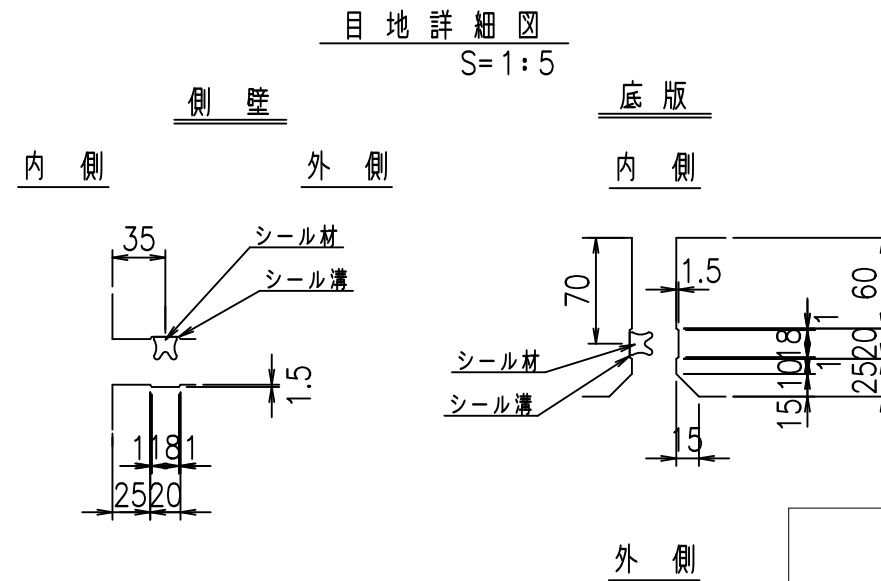 目地詳細図
S=1:5
側壁
底版
内側
外側
内側
35
シール材
シール溝
1.5
1 18 1
25 20
70
1.5
60
1
18
20
1
10
25
15
15
シール材
シール溝
外側